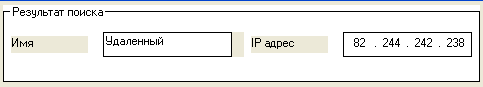 Результат поиска
Имя Удаленный IP адрес 82 . 244 . 242 . 238